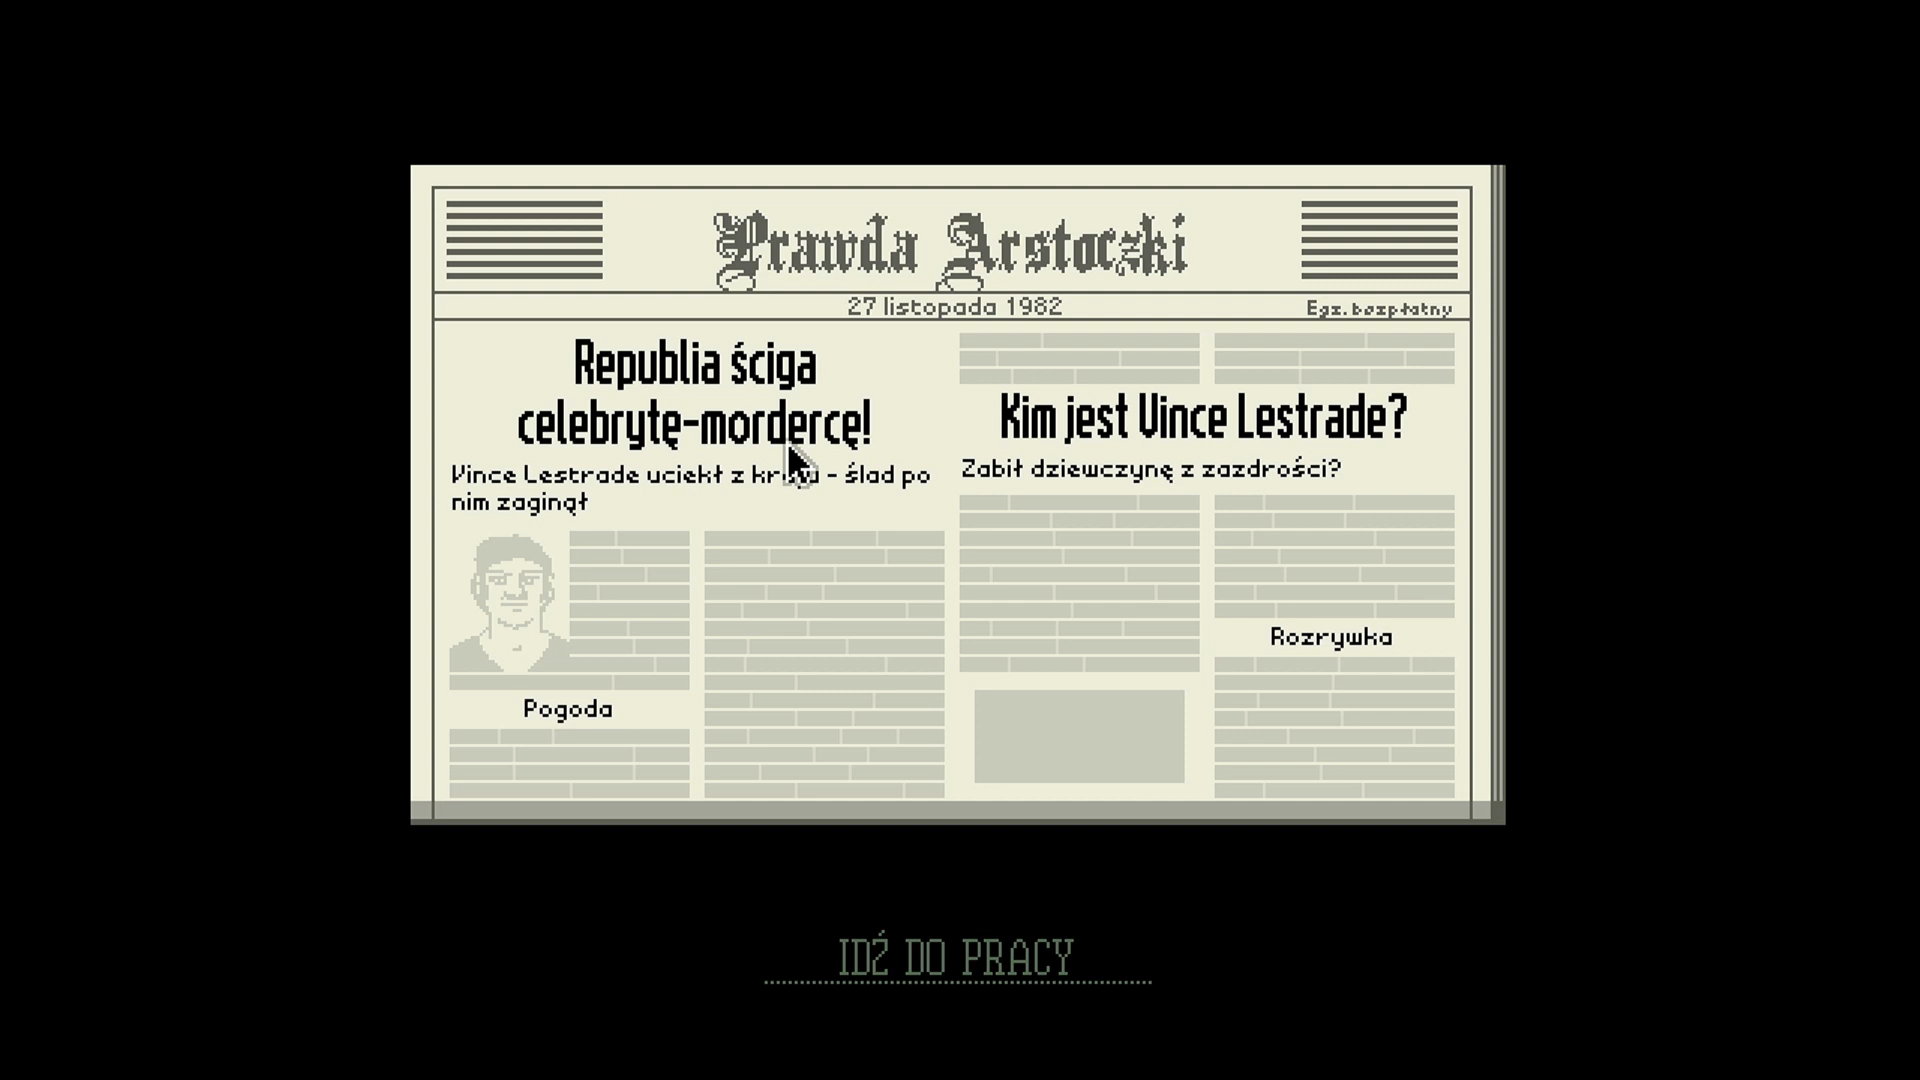 Prawda Arstoczki
27 listopada 1982
Egz. bezpłatny
Republia ściga
celebrytę-mordercę!
Vince Lestrade uciekł z kraju - ślad po
nim zaginął
Pogoda
Kim jest Vince Lestrade?
Zabił dziewczynę z zazdrości?
Rozrywka
IDŹ DO PRACY